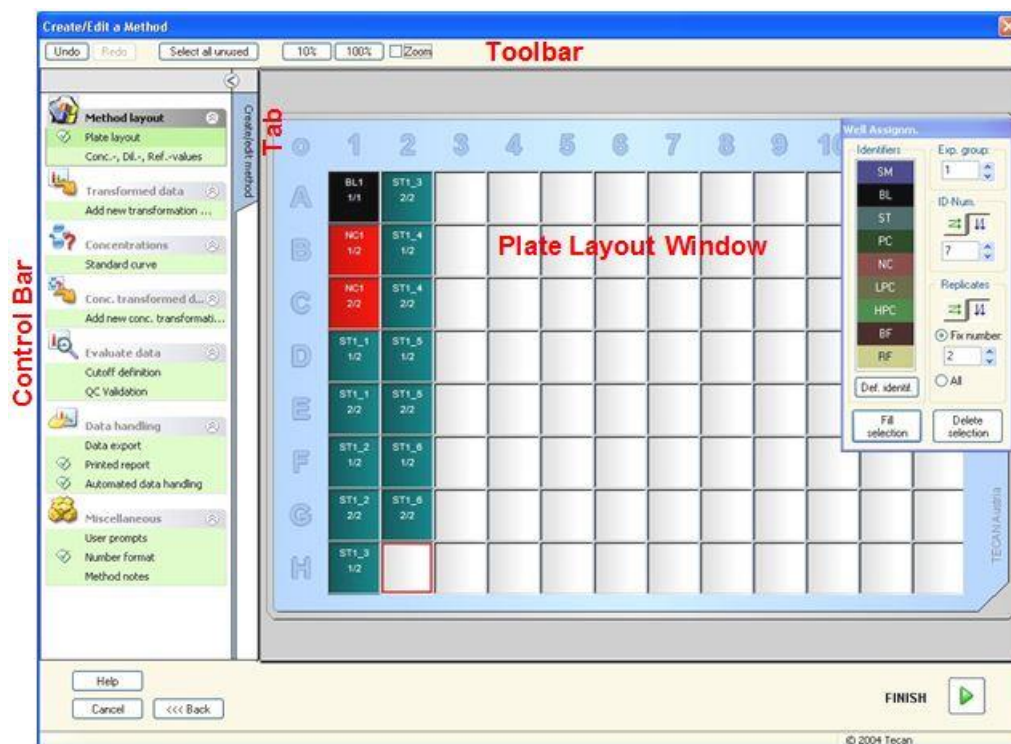 Create/Edit a Method
Undo Redo Select all unused 10% 100% Zoom Toolbar
Control Bar
Method layout
Plate layout
Conc.-, Dil.-, Ref.-values
Transformed data
Add new transformation ...
Concentrations
Standard curve
Conc. transformed d...
Add new conc. transformati...
Evaluate data
Cutoff definition
QC Validation
Data handling
Data export
Printed report
Automated data handling
Miscellaneous
User prompts
Number format
Method notes
Create/edit method
Tab
o 1 2 3 4 5 6 7 8 9 10
A BL1 1/1 ST1_3 2/2
B NC1 1/2 ST1_4 1/2
C NC1 2/2 ST1_4 2/2
D ST1_1 1/2 ST1_5 1/2
E ST1_1 2/2 ST1_5 2/2
F ST1_2 1/2 ST1_6 1/2
G ST1_2 2/2 ST1_6 2/2
H ST1_3 1/2
Plate Layout Window
Well Assignm.
Identifiers
SM
BL
ST
PC
NC
LPC
HPC
BF
RF
Def. identif.
Fill selection
Exp. group:
1
ID-Num.
7
Replicates
Fix number:
2
All
Delete selection
TECAN Austria
Help
Cancel <<< Back
FINISH
© 2004 Tecan